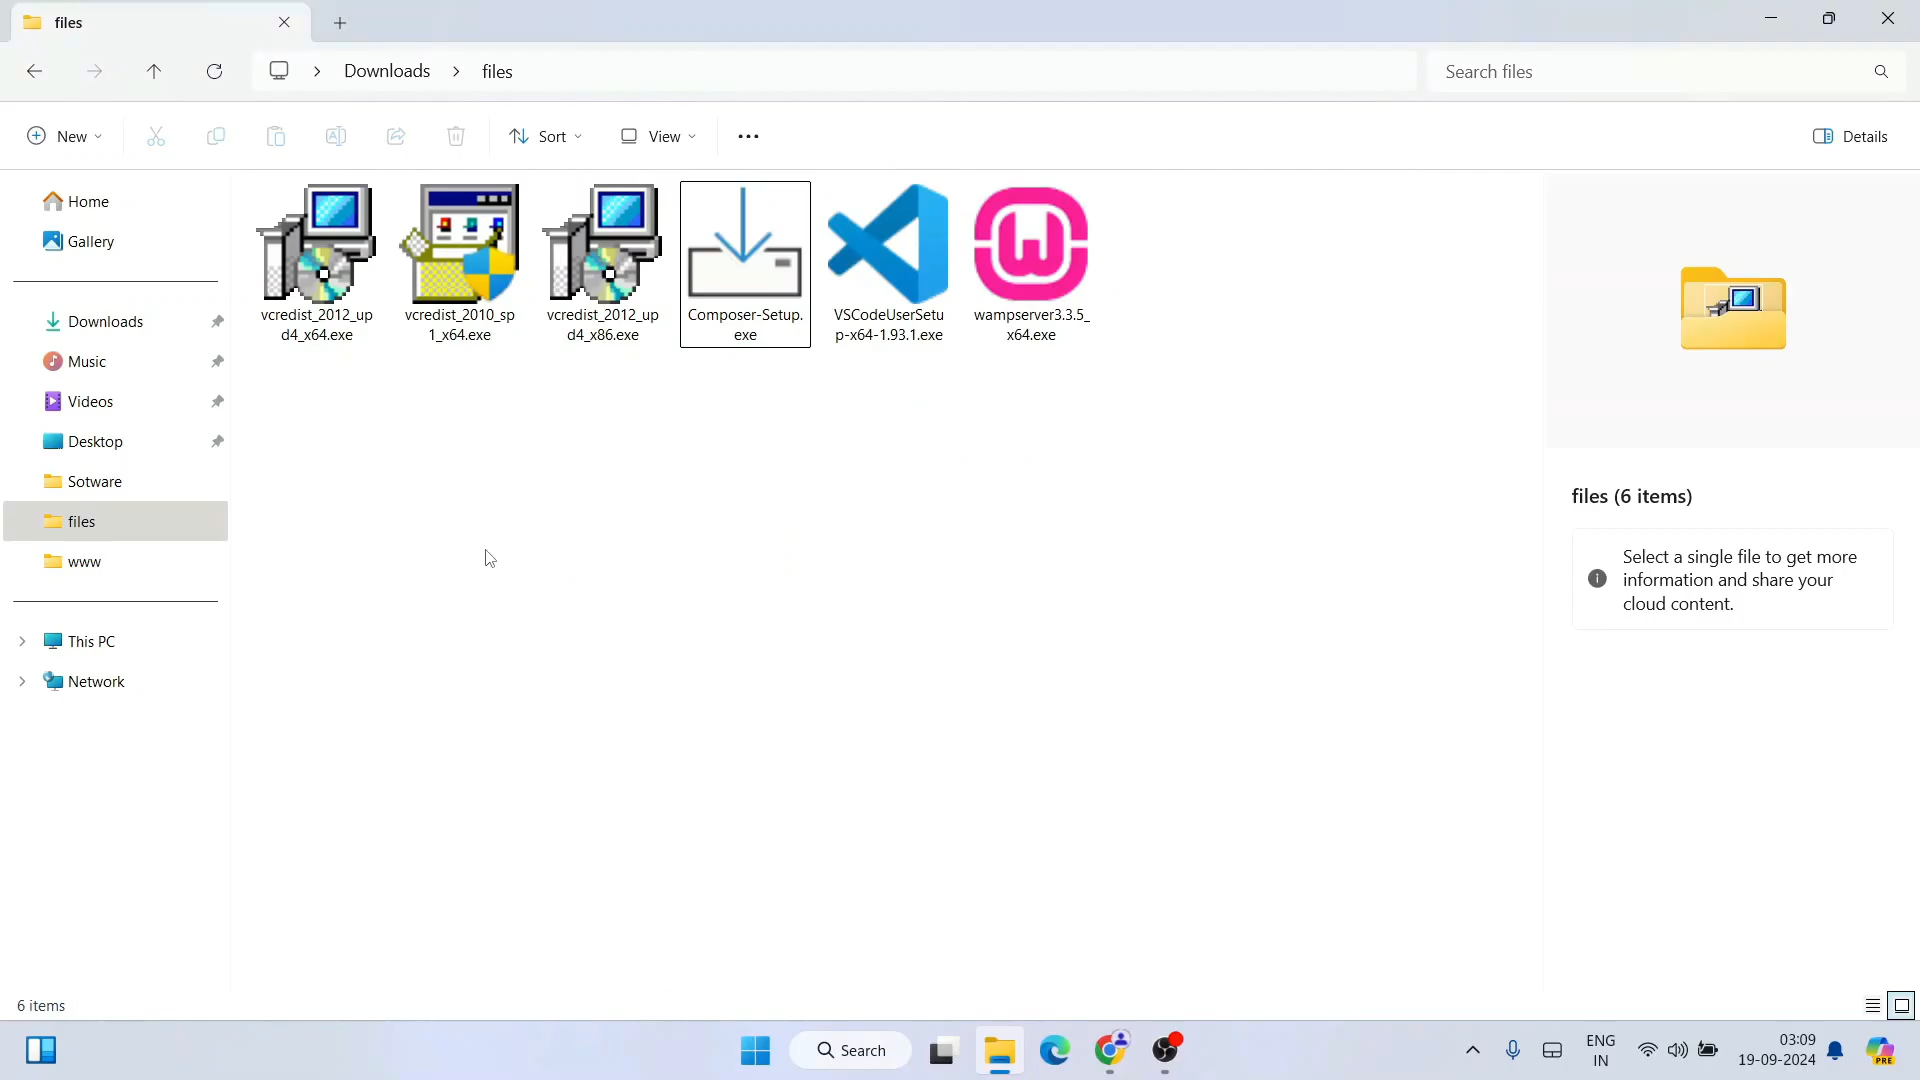 files
Downloads
files
Search files
New
Sort
View
Details
Home
Gallery
Downloads
Music
Videos
Desktop
Sotware
files
www
This PC
Network
vcredist_2012_up
d4_x64.exe
vcredist_2010_sp
1_x64.exe
vcredist_2012_up
d4_x86.exe
Composer-Setup.
exe
VSCodeUserSetu
p-x64-1.93.1.exe
wampserver3.3.5_
x64.exe
files (6 items)
Select a single file to get more
information and share your
cloud content.
6 items
Search
ENG
IN
03:09
19-09-2024
PRE